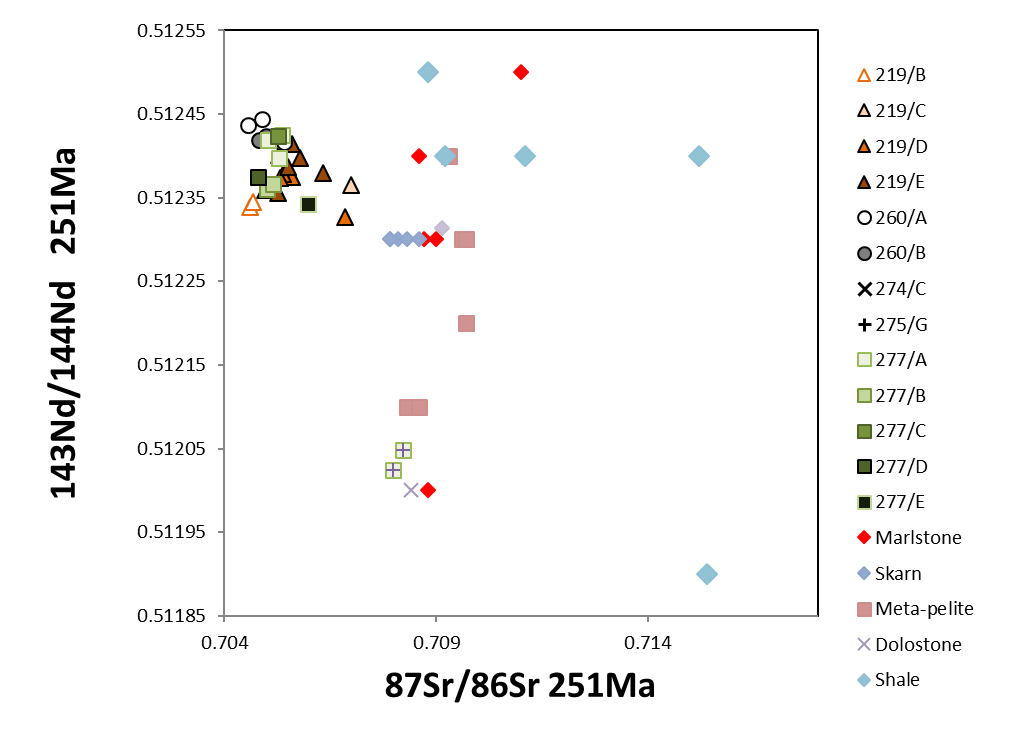 0.51255
0.51245
0.51235
0.51225
0.51215
0.51205
0.51195
0.51185
143Nd/144Nd 251Ma
0.704
0.709
0.714
87Sr/86Sr 251Ma
219/B
219/C
219/D
219/E
260/A
260/B
274/C
275/G
277/A
277/B
277/C
277/D
277/E
Marlstone
Skarn
Meta-pelite
Dolostone
Shale